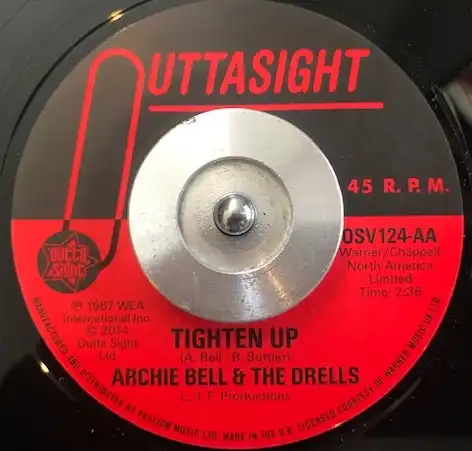 OUTTASIGHT
45 R.P.M.
OSV124-AA
Warner/Chappell
North America
Limited
Time: 2:38
outta
sight
℗ 1967 WEA
International Inc.
© 2014
Outta Sight
Ltd.
TIGHTEN UP
(A. Bell - B. Buttier)
ARCHIE BELL & THE DRELLS
L.J.F. Productions
MANUFACTURED AND DISTRIBUTED BY PROLION MUSIC LTD. MADE IN THE U.K. LICENSED COURTESY OF WARNER MUSIC UK LTD.